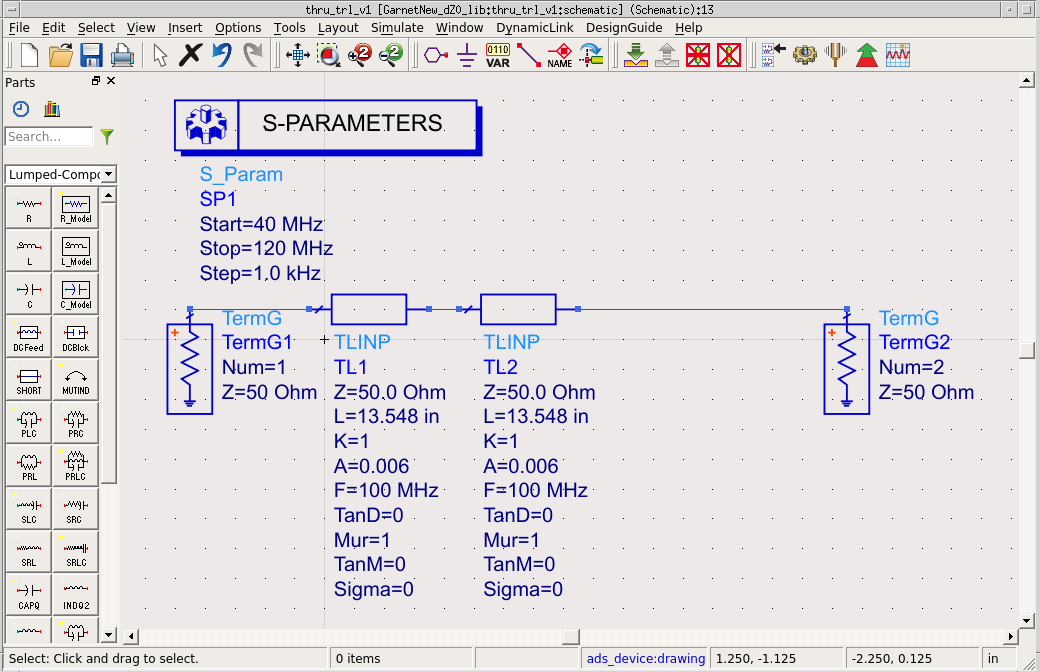 thru_trl_v1 [GarnetNew_dZ0_lib:thru_trl_v1:schematic] (Schematic):13
File Edit Select View Insert Options Tools Layout Simulate Window DynamicLink DesignGuide Help
0110
VAR
NAME
Parts
Search...
Lumped-Compo
R R_Model
L L_Model
C C_Model
DCFeed DCBlck
SHORT MUTIND
PLC PRC
PRL PRLC
SLC SRC
SRL SRLC
CAPQ INDQ2
S-PARAMETERS
S_Param
SP1
Start=40 MHz
Stop=120 MHz
Step=1.0 kHz
TermG
TermG1
Num=1
Z=50 Ohm
TLINP
TL1
Z=50.0 Ohm
L=13.548 in
K=1
A=0.006
F=100 MHz
TanD=0
Mur=1
TanM=0
Sigma=0
TLINP
TL2
Z=50.0 Ohm
L=13.548 in
K=1
A=0.006
F=100 MHz
TanD=0
Mur=1
TanM=0
Sigma=0
TermG
TermG2
Num=2
Z=50 Ohm
Select: Click and drag to select. 0 items ads_device:drawing 1.250, -1.125 -2.250, 0.125 in